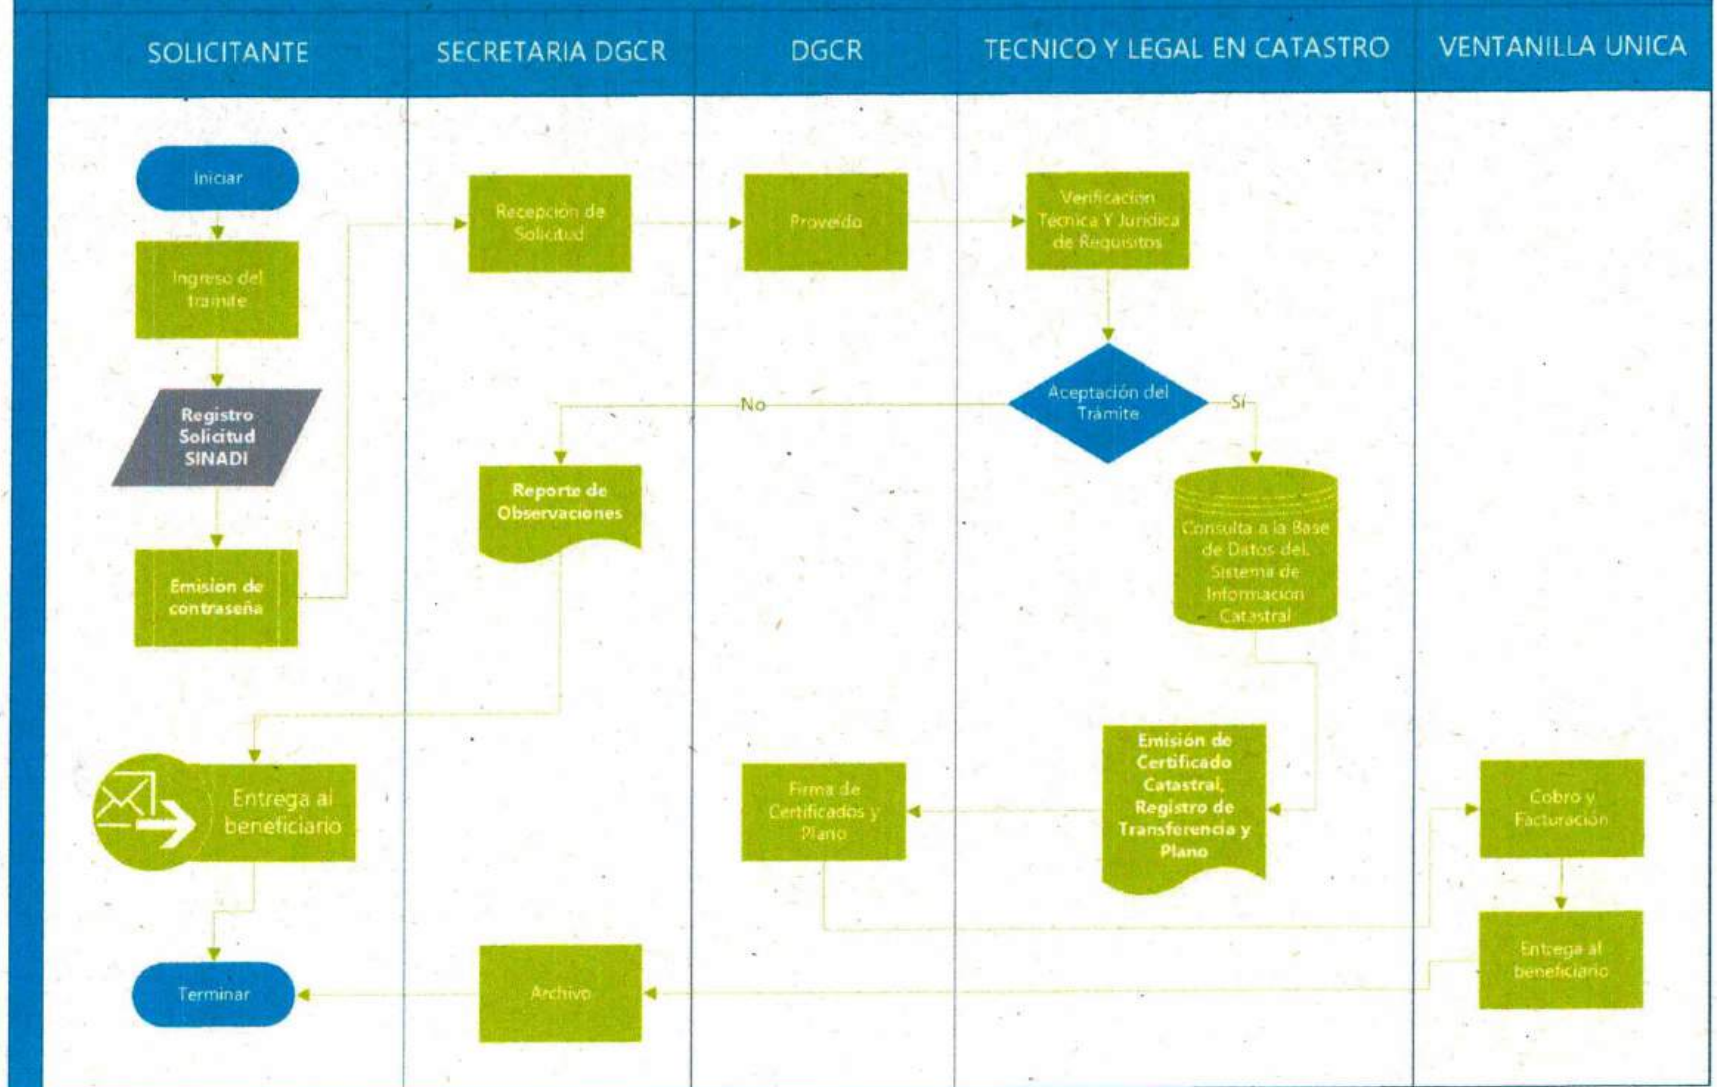 SOLICITANTE
SECRETARIA DGCR
DGCR
TECNICO Y LEGAL EN CATASTRO
VENTANILLA UNICA
Iniciar
Ingreso del
tramite
Registro
Solicitud
SINADI
Emision de
contraseña
Recepción de
Solicitud
Proveido
Verificacion
Tecnica Y Juridica
de Requisitos
Aceptación del
Trámite
No
Sí
Reporte de
Observaciones
Consulta a la Base
de Datos del
Sistema de
Información
Catastral
Entrega al
beneficiario
Firma de
Certificados y
Plano
Emisión de
Certificado
Catastral,
Registro de
Transferencia y
Plano
Cobro y
Facturación
Entrega al
beneficiario
Archivo
Terminar